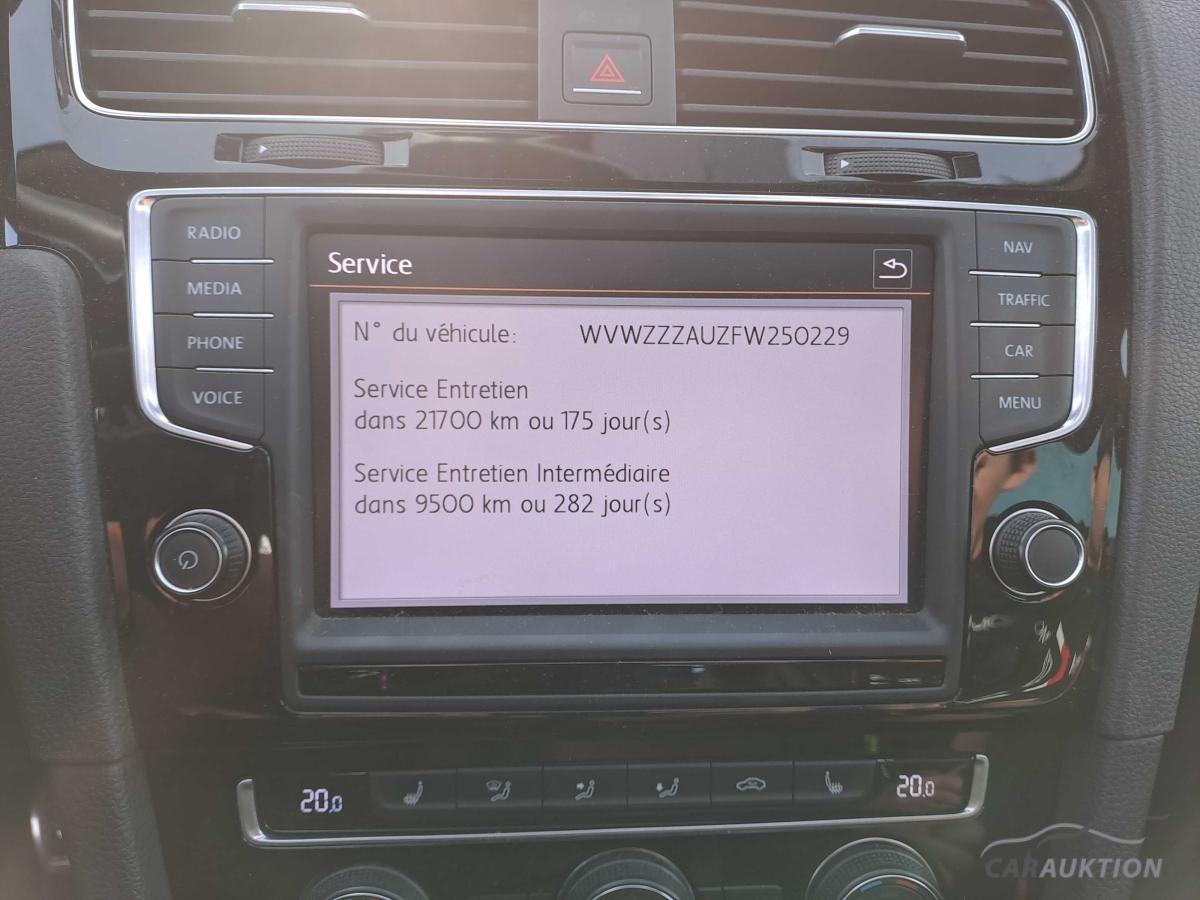 RADIO
MEDIA
PHONE
VOICE
Service
N° du véhicule: WVWZZZAUZFW250229
Service Entretien
dans 21700 km ou 175 jour(s)
Service Entretien Intermédiaire
dans 9500 km ou 282 jour(s)
NAV
TRAFFIC
CAR
MENU
20,0
20,0
CARAUKTION